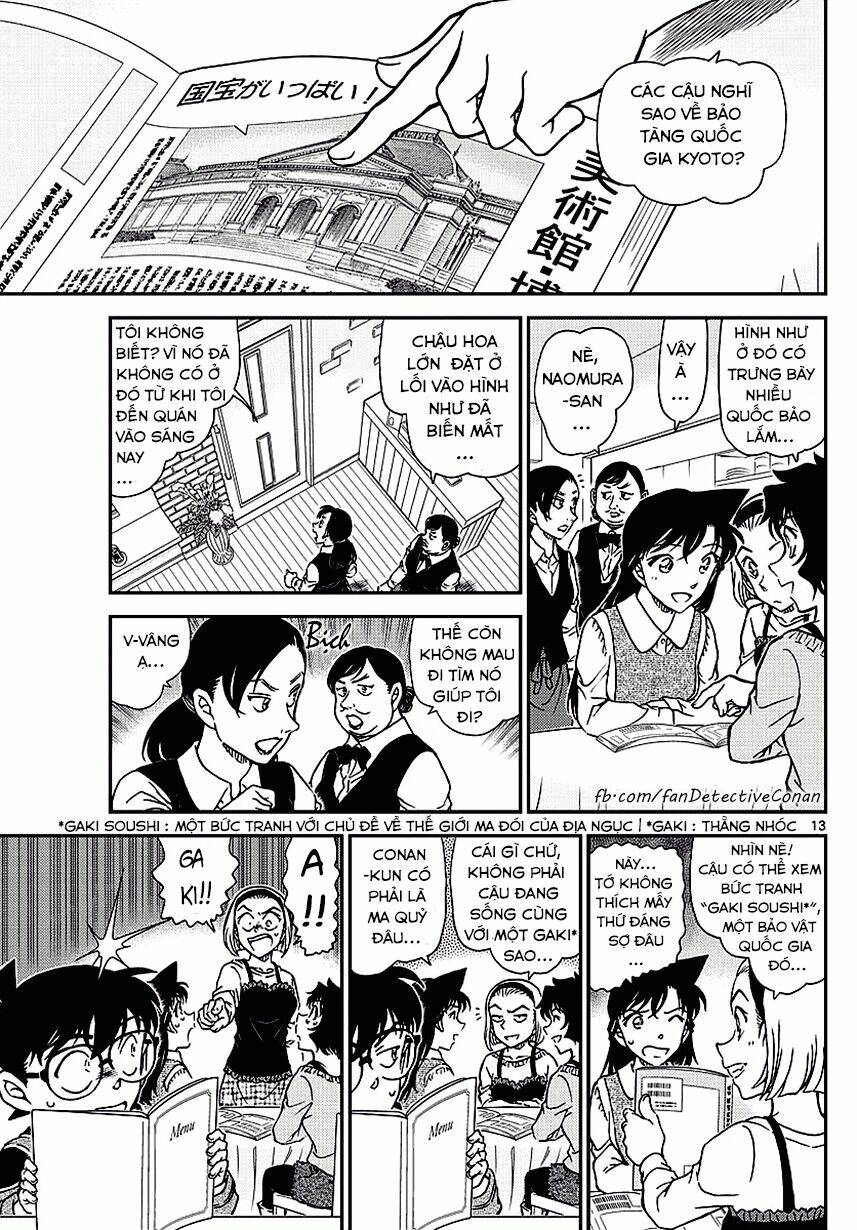 国宝がいっぱい！
美術館・博
CÁC CẬU NGHĨ
SAO VỀ BẢO
TÀNG QUỐC
GIA KYOTO?
HÌNH NHƯ
Ở ĐÓ CÓ
TRƯNG BÀY
NHIỀU
QUỐC BẢO
LẮM...
VẬY
À
...
NÈ,
NAOMURA
-SAN
...
CHẬU HOA
LỚN ĐẶT Ở
LỐI VÀO HÌNH
NHƯ ĐÃ
BIẾN MẤT
...
TÔI KHÔNG
BIẾT? VÌ NÓ ĐÃ
KHÔNG CÓ Ở
ĐÓ TỪ KHI TÔI
ĐẾN QUÁN
VÀO SÁNG
NAY
...
THẾ CÒN
KHÔNG MAU
ĐI TÌM NÓ
GIÚP TÔI
ĐI?
Bịch
V-VÂNG
Ạ...
fb.com/fanDetectiveConan
*GAKI SOUSHI : MỘT BỨC TRANH VỚI CHỦ ĐỀ VỀ THẾ GIỚI MA ĐÓI CỦA ĐỊA NGỤC | *GAKI : THẰNG NHÓC 13
NHÌN NÈ!
CẬU CÓ THỂ XEM
BỨC TRANH
"GAKI SOUSHI*",
MỘT BẢO VẬT
QUỐC GIA ĐÓ...
NÀY...
TỚ KHÔNG
THÍCH MẤY
THỨ ĐÁNG
SỢ ĐÂU
...
CÁI GÌ CHỨ,
KHÔNG PHẢI
CẬU ĐANG
SỐNG CÙNG
VỚI MỘT GAKI*
SAO...
CONAN
-KUN CÓ
PHẢI LÀ
MA QUỶ
ĐÂU...
A
!!
GA
KI!!
Menu
Menu